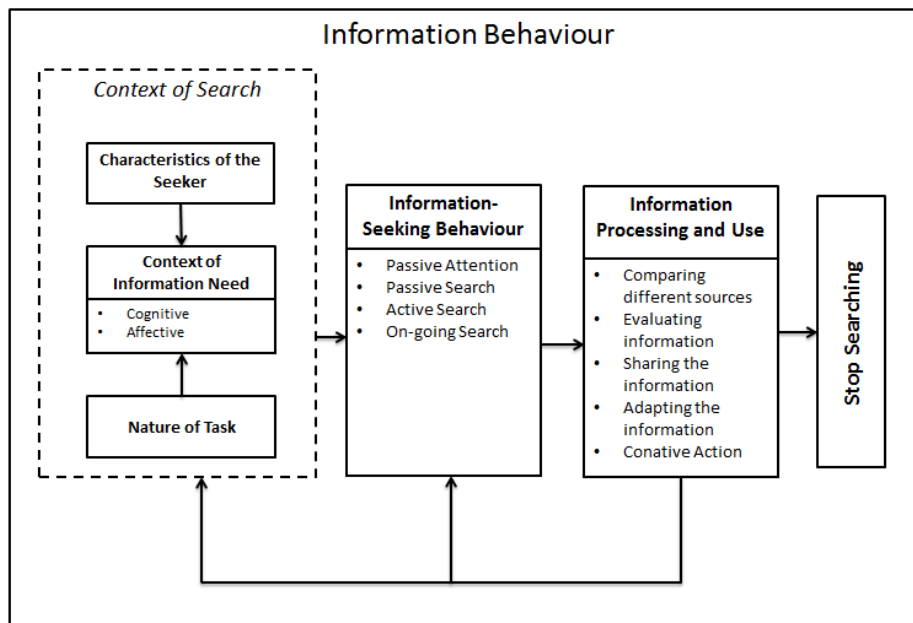 Information Behaviour
Context of Search
Characteristics of the
Seeker
Context of
Information Need
• Cognitive
• Affective
Nature of Task
Information-
Seeking Behaviour
• Passive Attention
• Passive Search
• Active Search
• On-going Search
Information
Processing and Use
• Comparing
different sources
• Evaluating
information
• Sharing the
information
• Adapting the
information
• Conative Action
Stop Searching